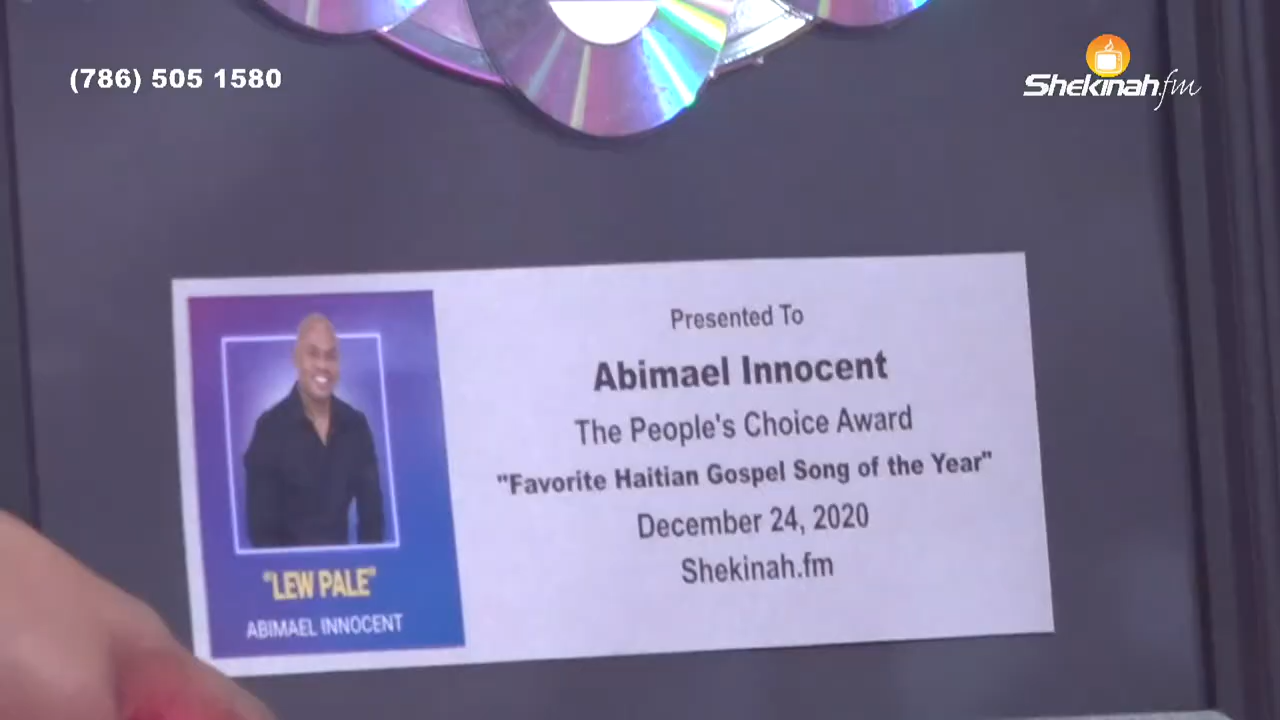 (786) 505 1580
Shekinah.fm
Presented To
Abimael Innocent
The People's Choice Award
"Favorite Haitian Gospel Song of the Year"
December 24, 2020
Shekinah.fm
"LEW PALE"
ABIMAEL INNOCENT